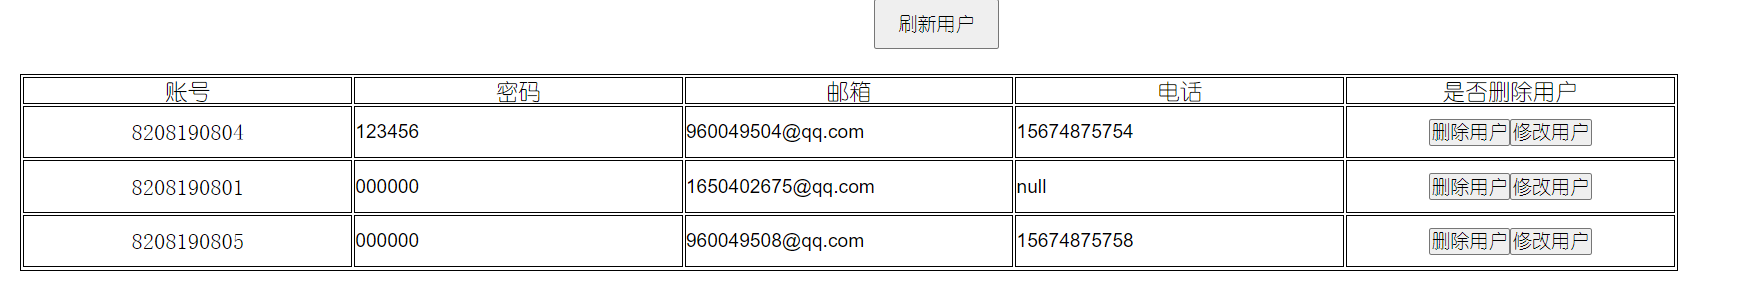 刷新用户
账号 密码 邮箱 电话 是否删除用户
8208190804 123456 960049504@qq.com 15674875754 删除用户 修改用户
8208190801 000000 1650402675@qq.com null 删除用户 修改用户
8208190805 000000 960049508@qq.com 15674875758 删除用户 修改用户